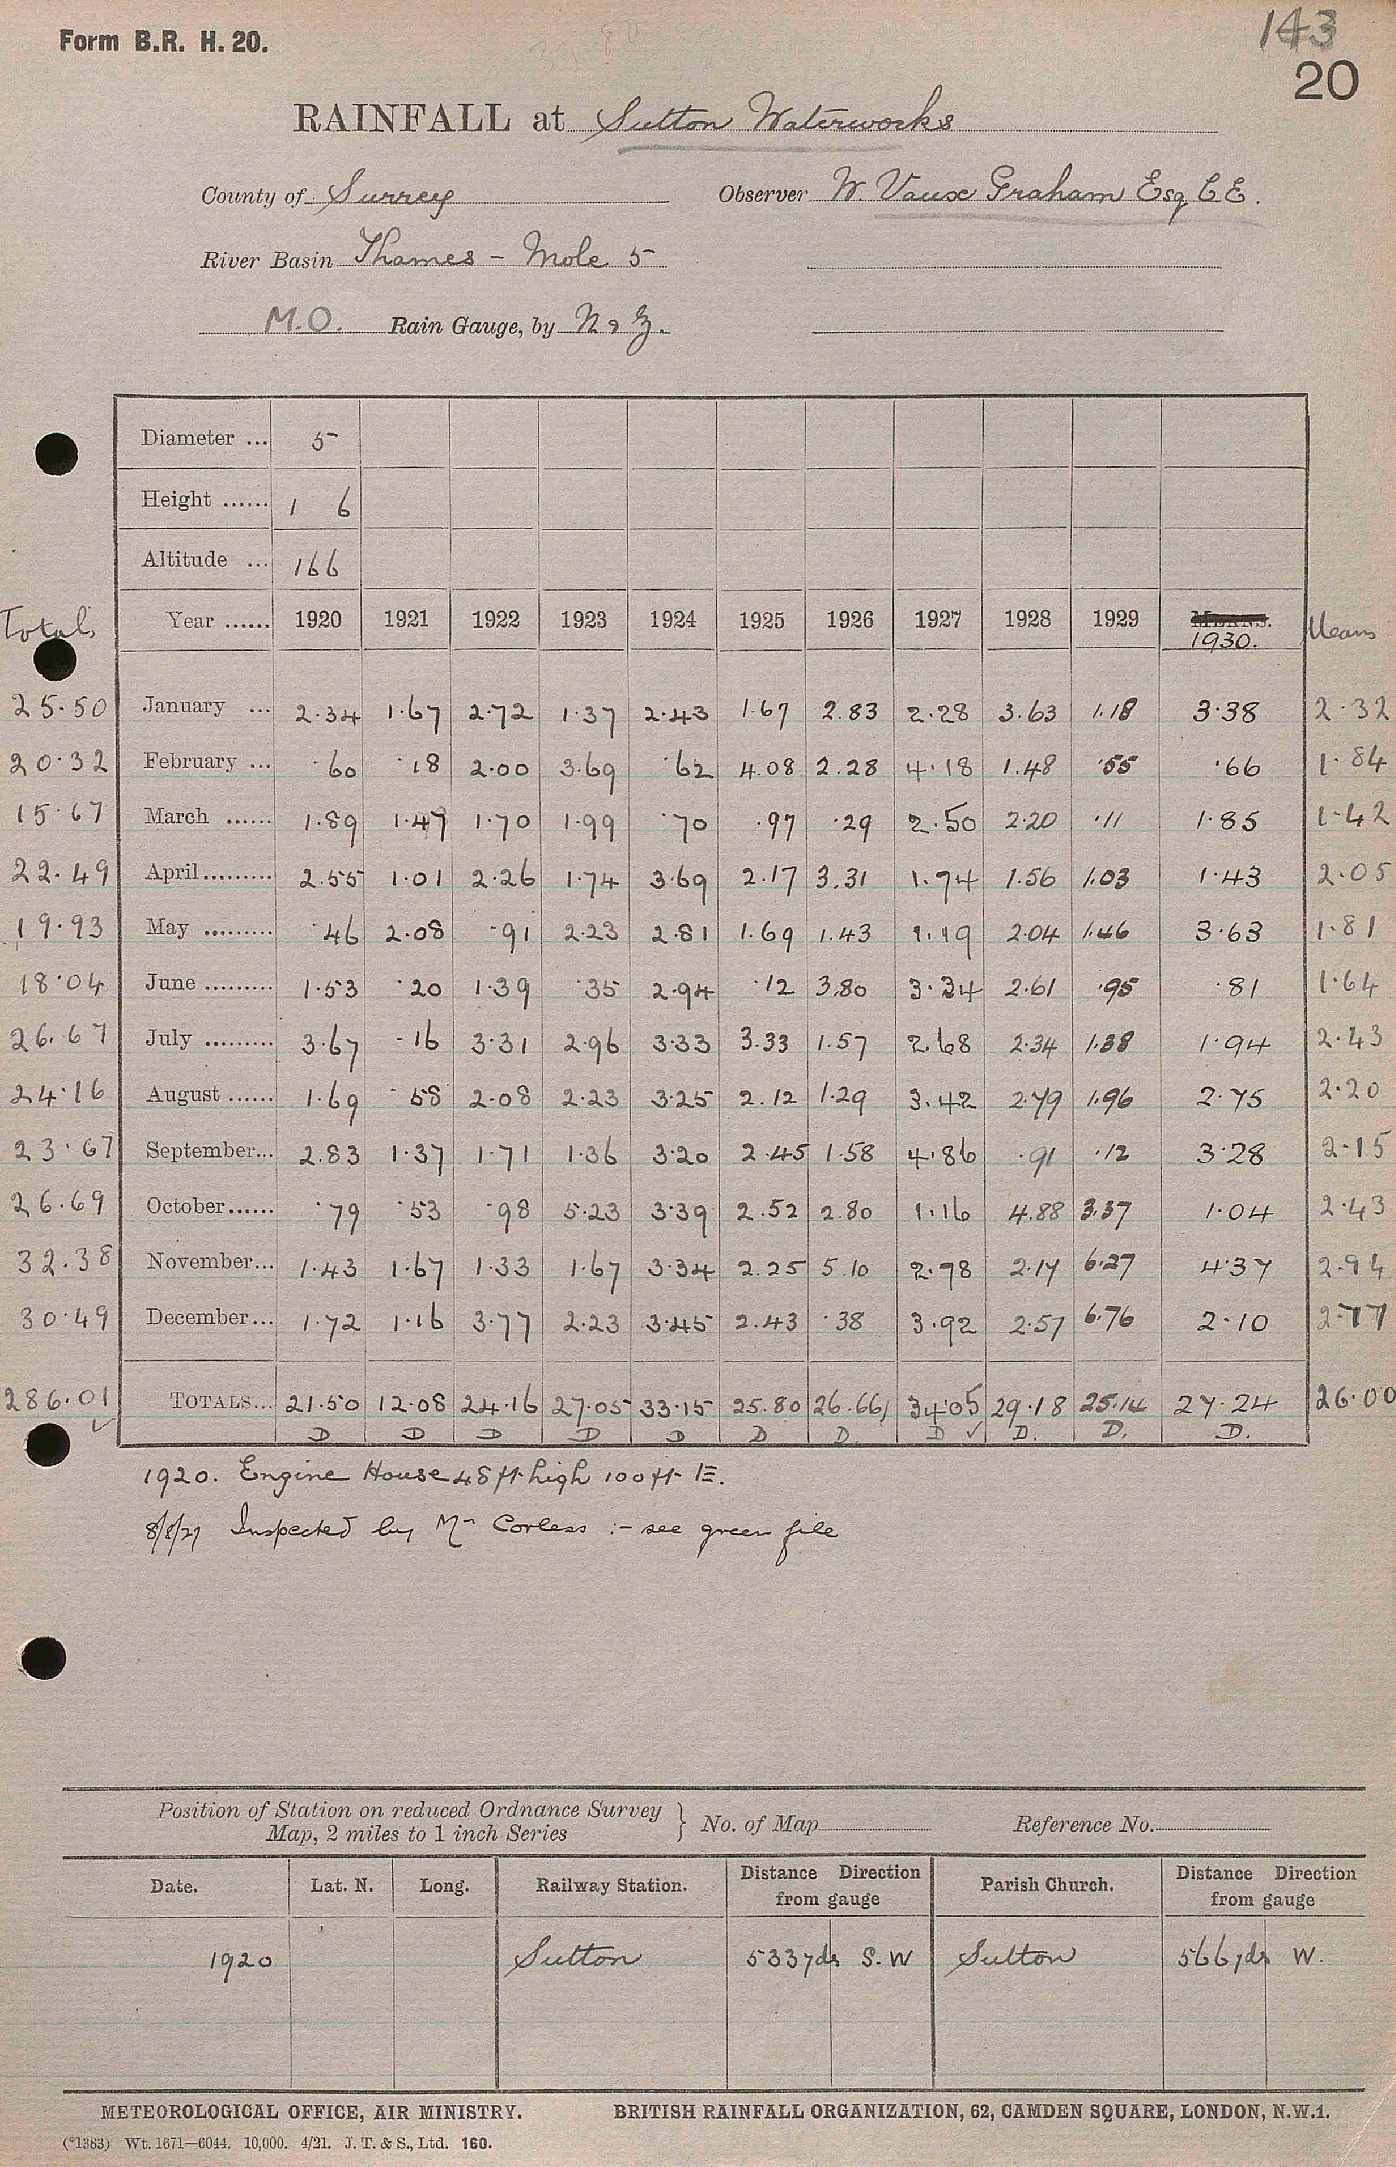 Form B.R. H. 20.
143
20
RAINFALL at Sutton Waterworks
County of Surrey Observer W. Vaux Graham Esq C E.
River Basin Thames - Mole 5
M.O. Rain Gauge, by N & Z.
Diameter ... 5
Height ...... 1 6
Altitude ... 166
Totals Year ...... 1920 1921 1922 1923 1924 1925 1926 1927 1928 1929 MEANS. 1930. Means
25.50 January ... 2.34 1.67 2.72 1.37 2.43 1.67 2.83 2.28 3.63 1.18 3.38 2.32
20.32 February ... .60 .18 2.00 3.69 .62 4.08 2.28 4.18 1.48 .55 .66 1.84
15.67 March ...... 1.89 1.47 1.70 1.99 .70 .97 .29 2.50 2.20 .11 1.85 1.42
22.49 April ......... 2.55 1.01 2.26 1.74 3.69 2.17 3.31 1.74 1.56 1.03 1.43 2.05
19.93 May ......... .46 2.08 .91 2.23 2.81 1.69 1.43 1.19 2.04 1.46 3.63 1.81
18.04 June ......... 1.53 .20 1.39 .35 2.94 .12 3.80 3.34 2.61 .95 .81 1.64
26.67 July ......... 3.67 .16 3.31 2.96 3.33 3.33 1.57 2.68 2.34 1.38 1.94 2.43
24.16 August ...... 1.69 .58 2.08 2.23 3.25 2.12 1.29 3.42 2.79 1.96 2.75 2.20
23.67 September... 2.83 1.37 1.71 1.36 3.20 2.45 1.58 4.86 .91 .12 3.28 2.15
26.69 October...... .79 .53 .98 5.23 3.39 2.52 2.80 1.16 4.88 3.37 1.04 2.43
32.38 November... 1.43 1.67 1.33 1.67 3.34 2.25 5.10 2.78 2.17 6.27 4.37 2.94
30.49 December... 1.72 1.16 3.77 2.23 3.45 2.43 .38 3.92 2.57 6.76 2.10 2.77
286.01 TOTALS... 21.50 12.08 24.16 27.05 33.15 25.80 26.66 34.05 29.18 25.14 27.24 26.00
D D D D D D D. D ✓ D. D. D.
1920. Engine House 48 ft high 100 ft E.
8/8/27 Inspected by Mr Corless :- see green file
Position of Station on reduced Ordnance Survey
Map, 2 miles to 1 inch Series } No. of Map Reference No.
Date. Lat. N. Long. Railway Station. Distance Direction from gauge Parish Church. Distance Direction from gauge
1920 Sutton 533 yds S.W Sutton 566 yds W.
METEOROLOGICAL OFFICE, AIR MINISTRY. BRITISH RAINFALL ORGANIZATION, 62, CAMDEN SQUARE, LONDON, N.W.1.
(*1383) Wt. 1671—6044. 10,000. 4/21. J. T. & S., Ltd. 160.